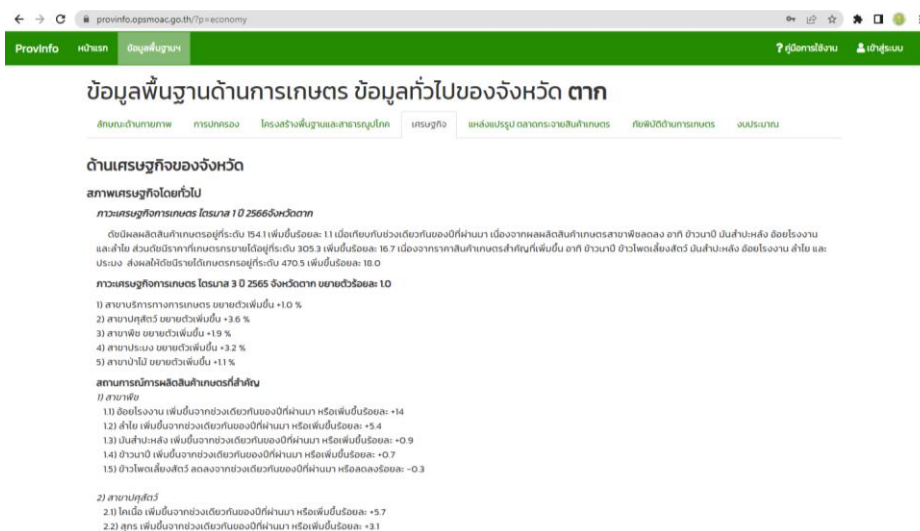 provinfo.opsmoac.go.th/?p=economy
ProvInfo หน้าแรก ข้อมูลพื้นฐานฯ ? คู่มือการใช้งาน เข้าสู่ระบบ
ข้อมูลพื้นฐานด้านการเกษตร ข้อมูลทั่วไปของจังหวัด ตาก
ลักษณะด้านกายภาพ การปกครอง โครงสร้างพื้นฐานและสาธารณูปโภค เศรษฐกิจ แหล่งแปรรูป ตลาดกระจายสินค้าเกษตร ภัยพิบัติด้านการเกษตร งบประมาณ
ด้านเศรษฐกิจของจังหวัด
สภาพเศรษฐกิจโดยทั่วไป
ภาวะเศรษฐกิจการเกษตร ไตรมาส 1 ปี 2566จังหวัดตาก
ดัชนีผลผลิตสินค้าเกษตรอยู่ที่ระดับ 154.1 เพิ่มขึ้นร้อยละ 1.1 เมื่อเทียบกับช่วงเดียวกันของปีที่ผ่านมา เนื่องจากผลผลิตสินค้าเกษตรสาขาพืชลดลง อาทิ ข้าวนาปี มันสำปะหลัง อ้อยโรงงาน
และลำไย ส่วนดัชนีราคาที่เกษตรกรขายได้อยู่ที่ระดับ 305.3 เพิ่มขึ้นร้อยละ 16.7 เนื่องจากราคาสินค้าเกษตรสำคัญที่เพิ่มขึ้น อาทิ ข้าวนาปี ข้าวโพดเลี้ยงสัตว์ มันสำปะหลัง อ้อยโรงงาน ลำไย และ
ประมง ส่งผลให้ดัชนีรายได้เกษตรกรอยู่ที่ระดับ 470.5 เพิ่มขึ้นร้อยละ 18.0
ภาวะเศรษฐกิจการเกษตร ไตรมาส 3 ปี 2565 จังหวัดตาก ขยายตัวร้อยละ 1.0
1) สาขาบริการทางการเกษตร ขยายตัวเพิ่มขึ้น +1.0 %
2) สาขาปศุสัตว์ ขยายตัวเพิ่มขึ้น +3.6 %
3) สาขาพืช ขยายตัวเพิ่มขึ้น +1.9 %
4) สาขาประมง ขยายตัวเพิ่มขึ้น +3.2 %
5) สาขาป่าไม้ ขยายตัวเพิ่มขึ้น +1.1 %
สถานการณ์การผลิตสินค้าเกษตรที่สำคัญ
1) สาขาพืช
1.1) อ้อยโรงงาน เพิ่มขึ้นจากช่วงเดียวกันของปีที่ผ่านมา หรือเพิ่มขึ้นร้อยละ +14
1.2) ลำไย เพิ่มขึ้นจากช่วงเดียวกันของปีที่ผ่านมา หรือเพิ่มขึ้นร้อยละ +5.4
1.3) มันสำปะหลัง เพิ่มขึ้นจากช่วงเดียวกันของปีที่ผ่านมา หรือเพิ่มขึ้นร้อยละ +0.9
1.4) ข้าวนาปี เพิ่มขึ้นจากช่วงเดียวกันของปีที่ผ่านมา หรือเพิ่มขึ้นร้อยละ +0.7
1.5) ข้าวโพดเลี้ยงสัตว์ ลดลงจากช่วงเดียวกันของปีที่ผ่านมา หรือลดลงร้อยละ -0.3
2) สาขาปศุสัตว์
2.1) โคเนื้อ เพิ่มขึ้นจากช่วงเดียวกันของปีที่ผ่านมา หรือเพิ่มขึ้นร้อยละ +5.7
2.2) สุกร เพิ่มขึ้นจากช่วงเดียวกันของปีที่ผ่านมา หรือเพิ่มขึ้นร้อยละ +3.1